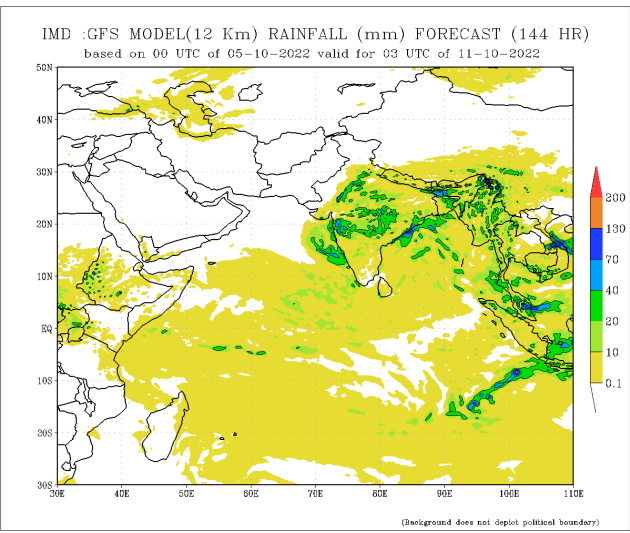 IMD :GFS MODEL(12 Km) RAINFALL (mm) FORECAST (144 HR)
based on 00 UTC of 05-10-2022 valid for 03 UTC of 11-10-2022
50N
40N
30N
20N
10N
EQ
10S
20S
30S
30E 40E 50E 60E 70E 80E 90E 100E 110E
200
130
70
40
20
10
0.1
(Background does not depict political boundary)